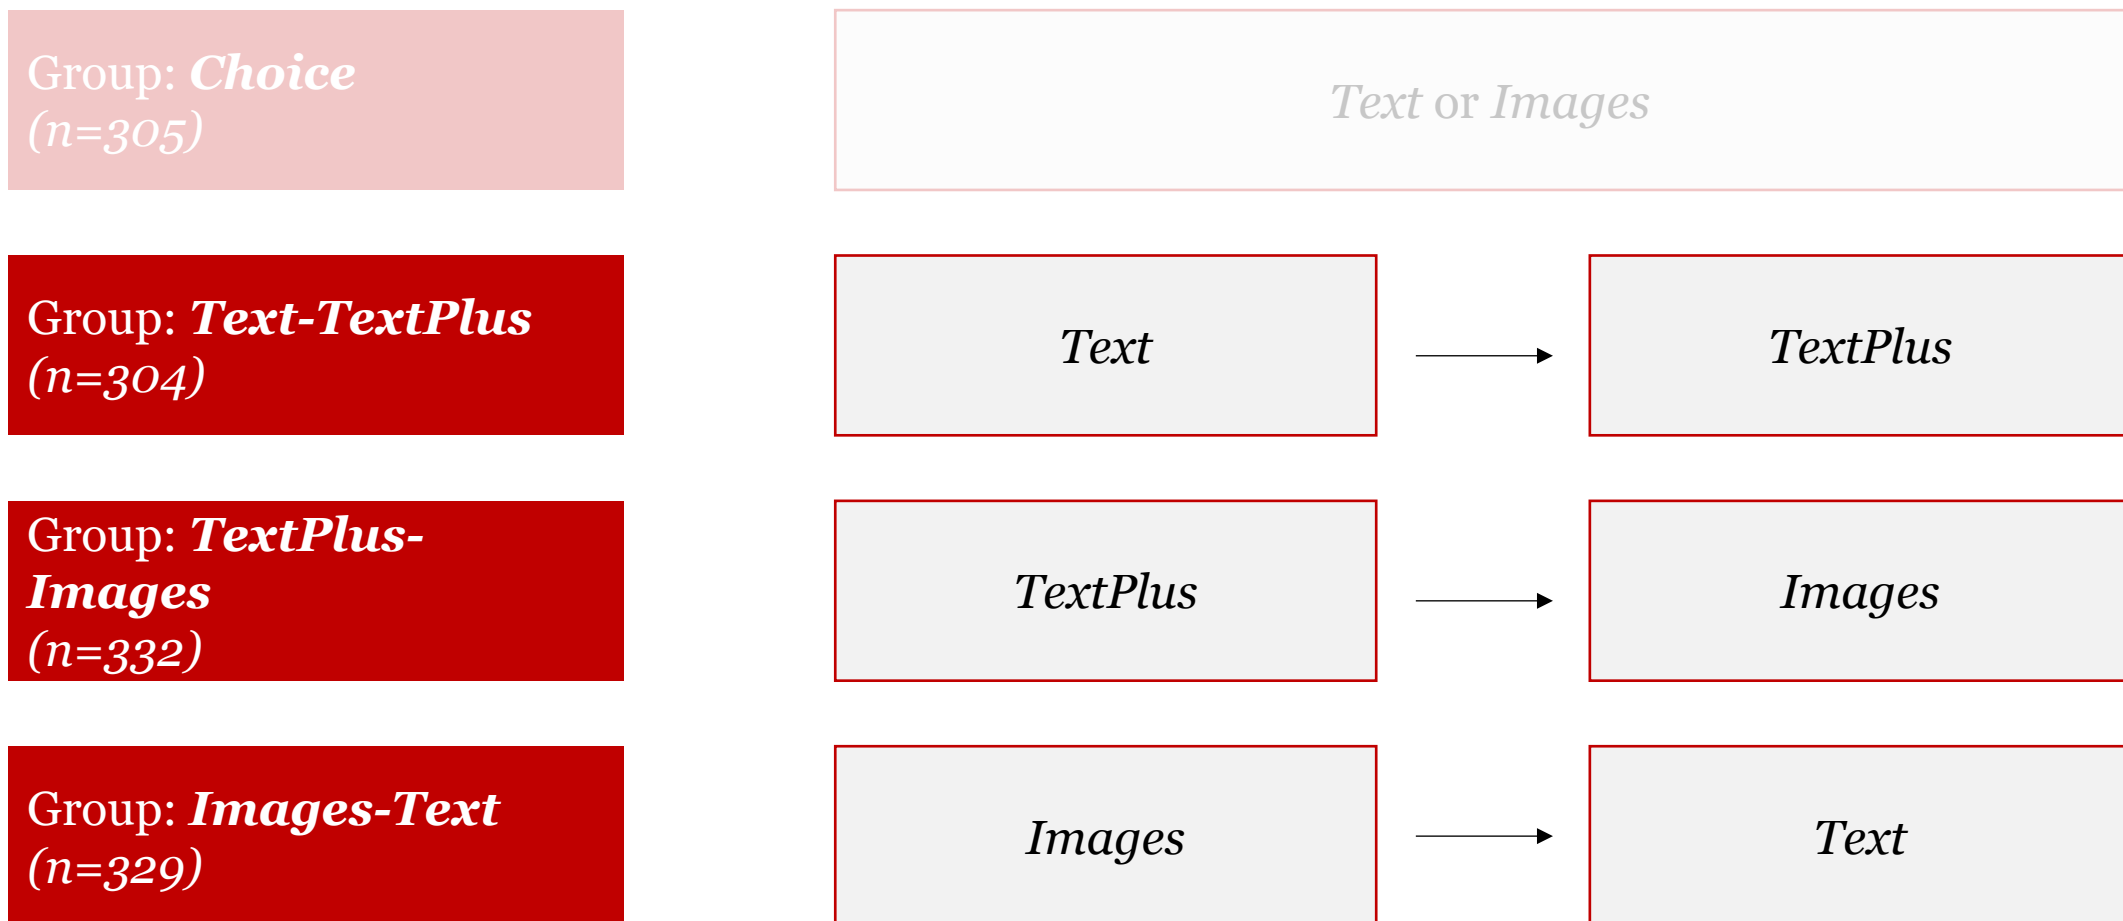 Group: Choice
(n=305)
Text or Images
Group: Text-TextPlus
(n=304)
Text
TextPlus
Group: TextPlus-
Images
(n=332)
TextPlus
Images
Group: Images-Text
(n=329)
Images
Text